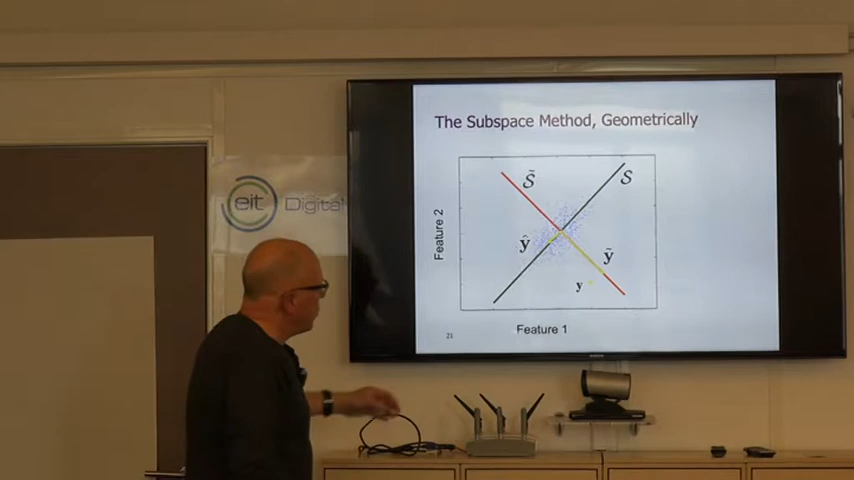 The Subspace Method, Geometrically
S̃
S
Feature 2
ŷ
ỹ
y
Feature 1
21
eit Digital